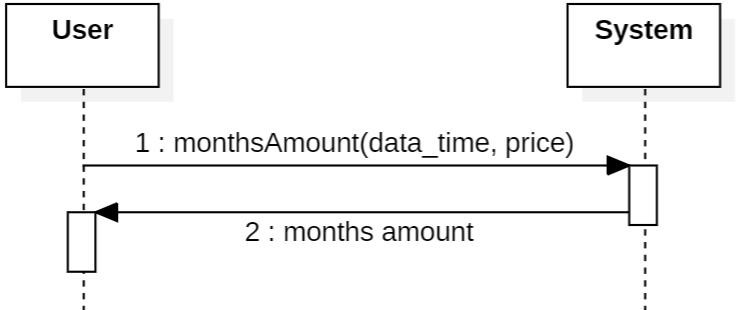 User
System
1 : monthsAmount(data_time, price)
2 : months amount